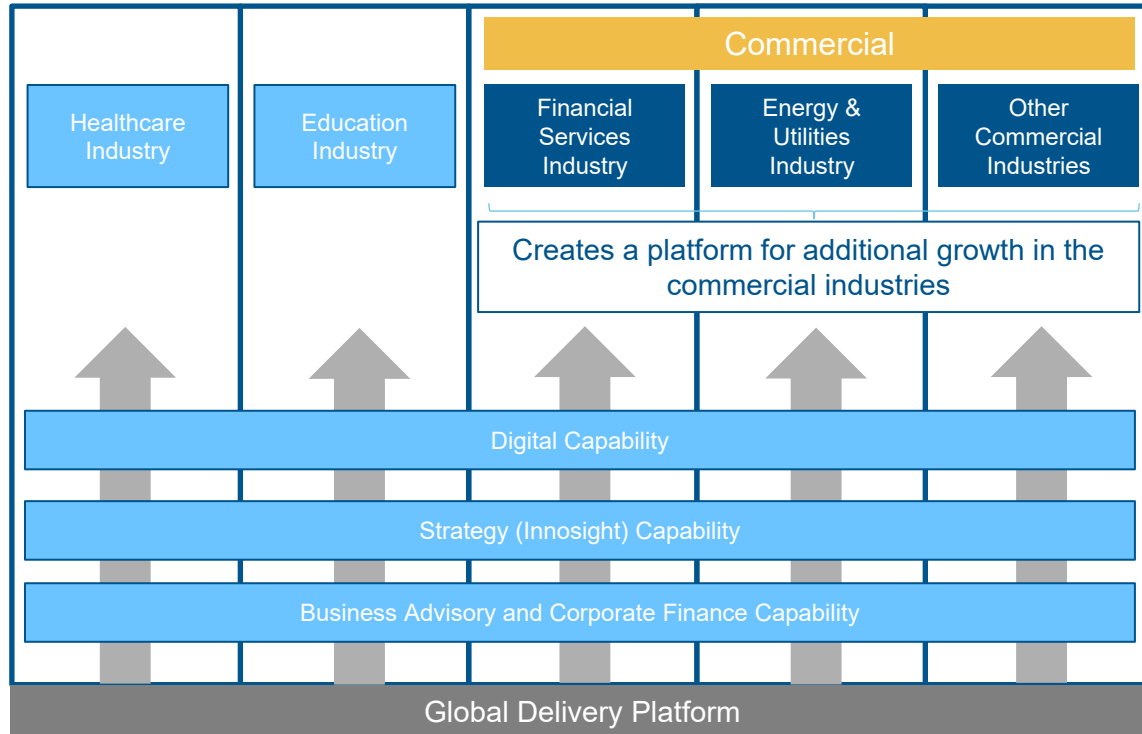 Commercial
Healthcare
Industry
Education
Industry
Financial
Services
Industry
Energy &
Utilities
Industry
Other
Commercial
Industries
Creates a platform for additional growth in the
commercial industries
Digital Capability
Strategy (Innosight) Capability
Business Advisory and Corporate Finance Capability
Global Delivery Platform